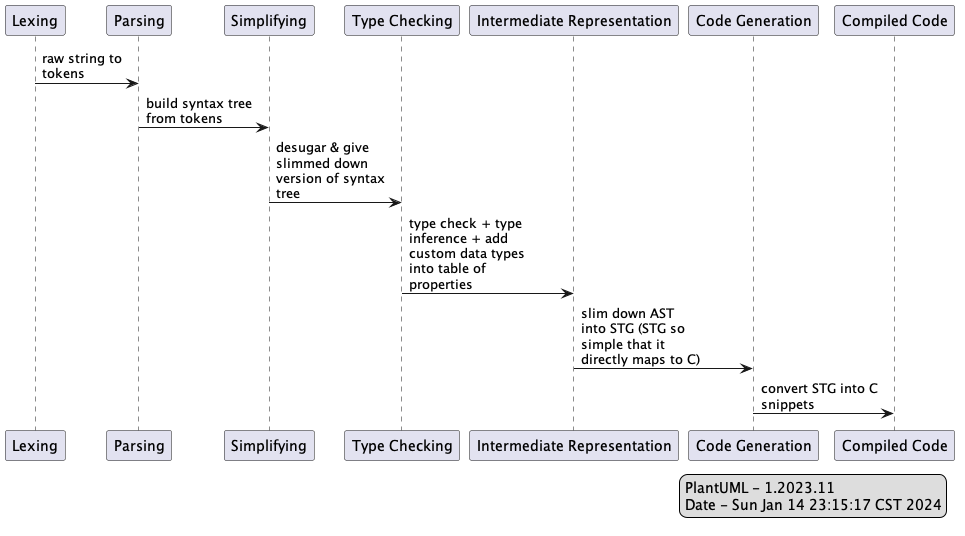 Lexing
Parsing
Simplifying
Type Checking
Intermediate Representation
Code Generation
Compiled Code
raw string to
tokens
build syntax tree
from tokens
desugar & give
slimmed down
version of syntax
tree
type check + type
inference + add
custom data types
into table of
properties
slim down AST
into STG (STG so
simple that it
directly maps to C)
convert STG into C
snippets
Lexing
Parsing
Simplifying
Type Checking
Intermediate Representation
Code Generation
Compiled Code
PlantUML - 1.2023.11
Date - Sun Jan 14 23:15:17 CST 2024